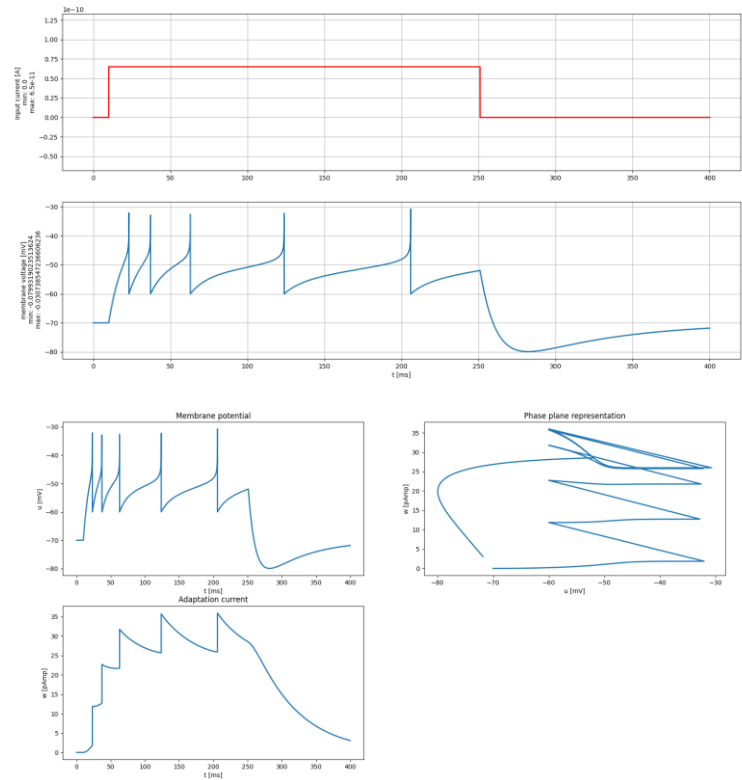 1e−10
Input current [A]
min: 0.0
max: 6.5e-11
1.25
1.00
0.75
0.50
0.25
0.00
−0.25
−0.50
0 50 100 150 200 250 300 350 400
membrane voltage [mV]
min: -0.0799319023513624
max: -0.030738547236606236
−30
−40
−50
−60
−70
−80
0 50 100 150 200 250 300 350 400
t [ms]
Membrane potential
u [mV]
−30
−40
−50
−60
−70
−80
0 50 100 150 200 250 300 350 400
t [ms]
Phase plane representation
w [pAmp]
35
30
25
20
15
10
5
0
−80 −70 −60 −50 −40 −30
u [mV]
Adaptation current
w [pAmp]
35
30
25
20
15
10
5
0
0 50 100 150 200 250 300 350 400
t [ms]